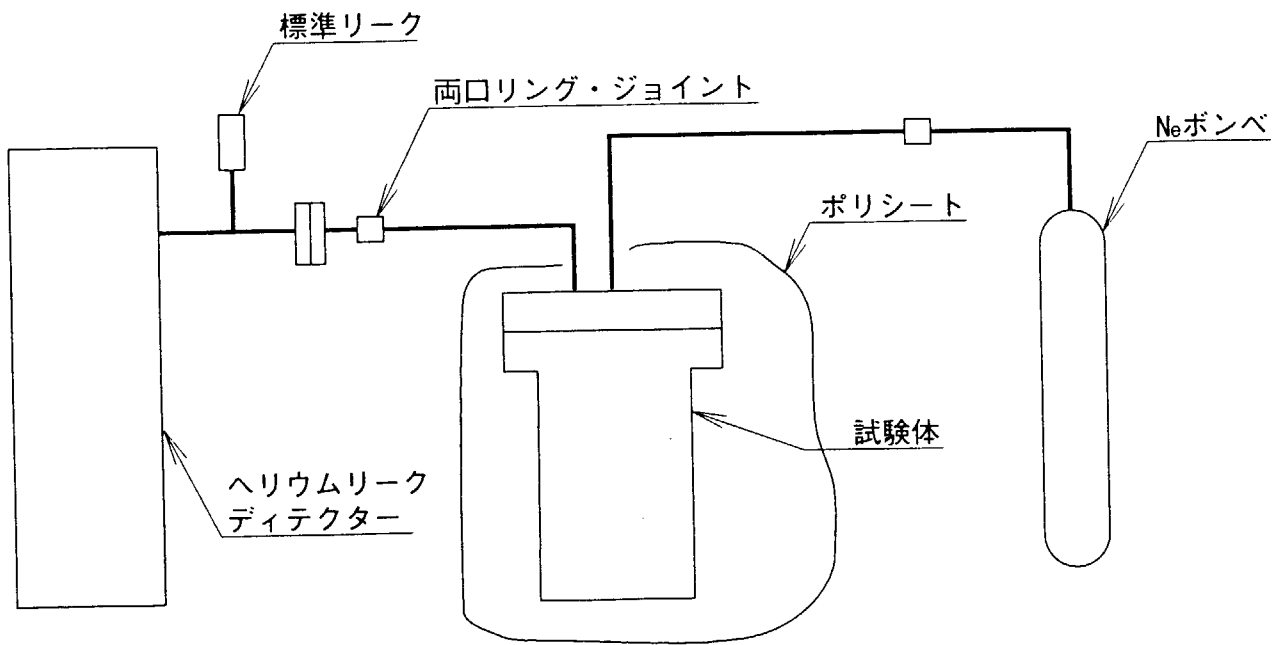 標準リーク
両口リング・ジョイント
Neボンベ
ポリシート
試験体
ヘリウムリーク
ディテクター